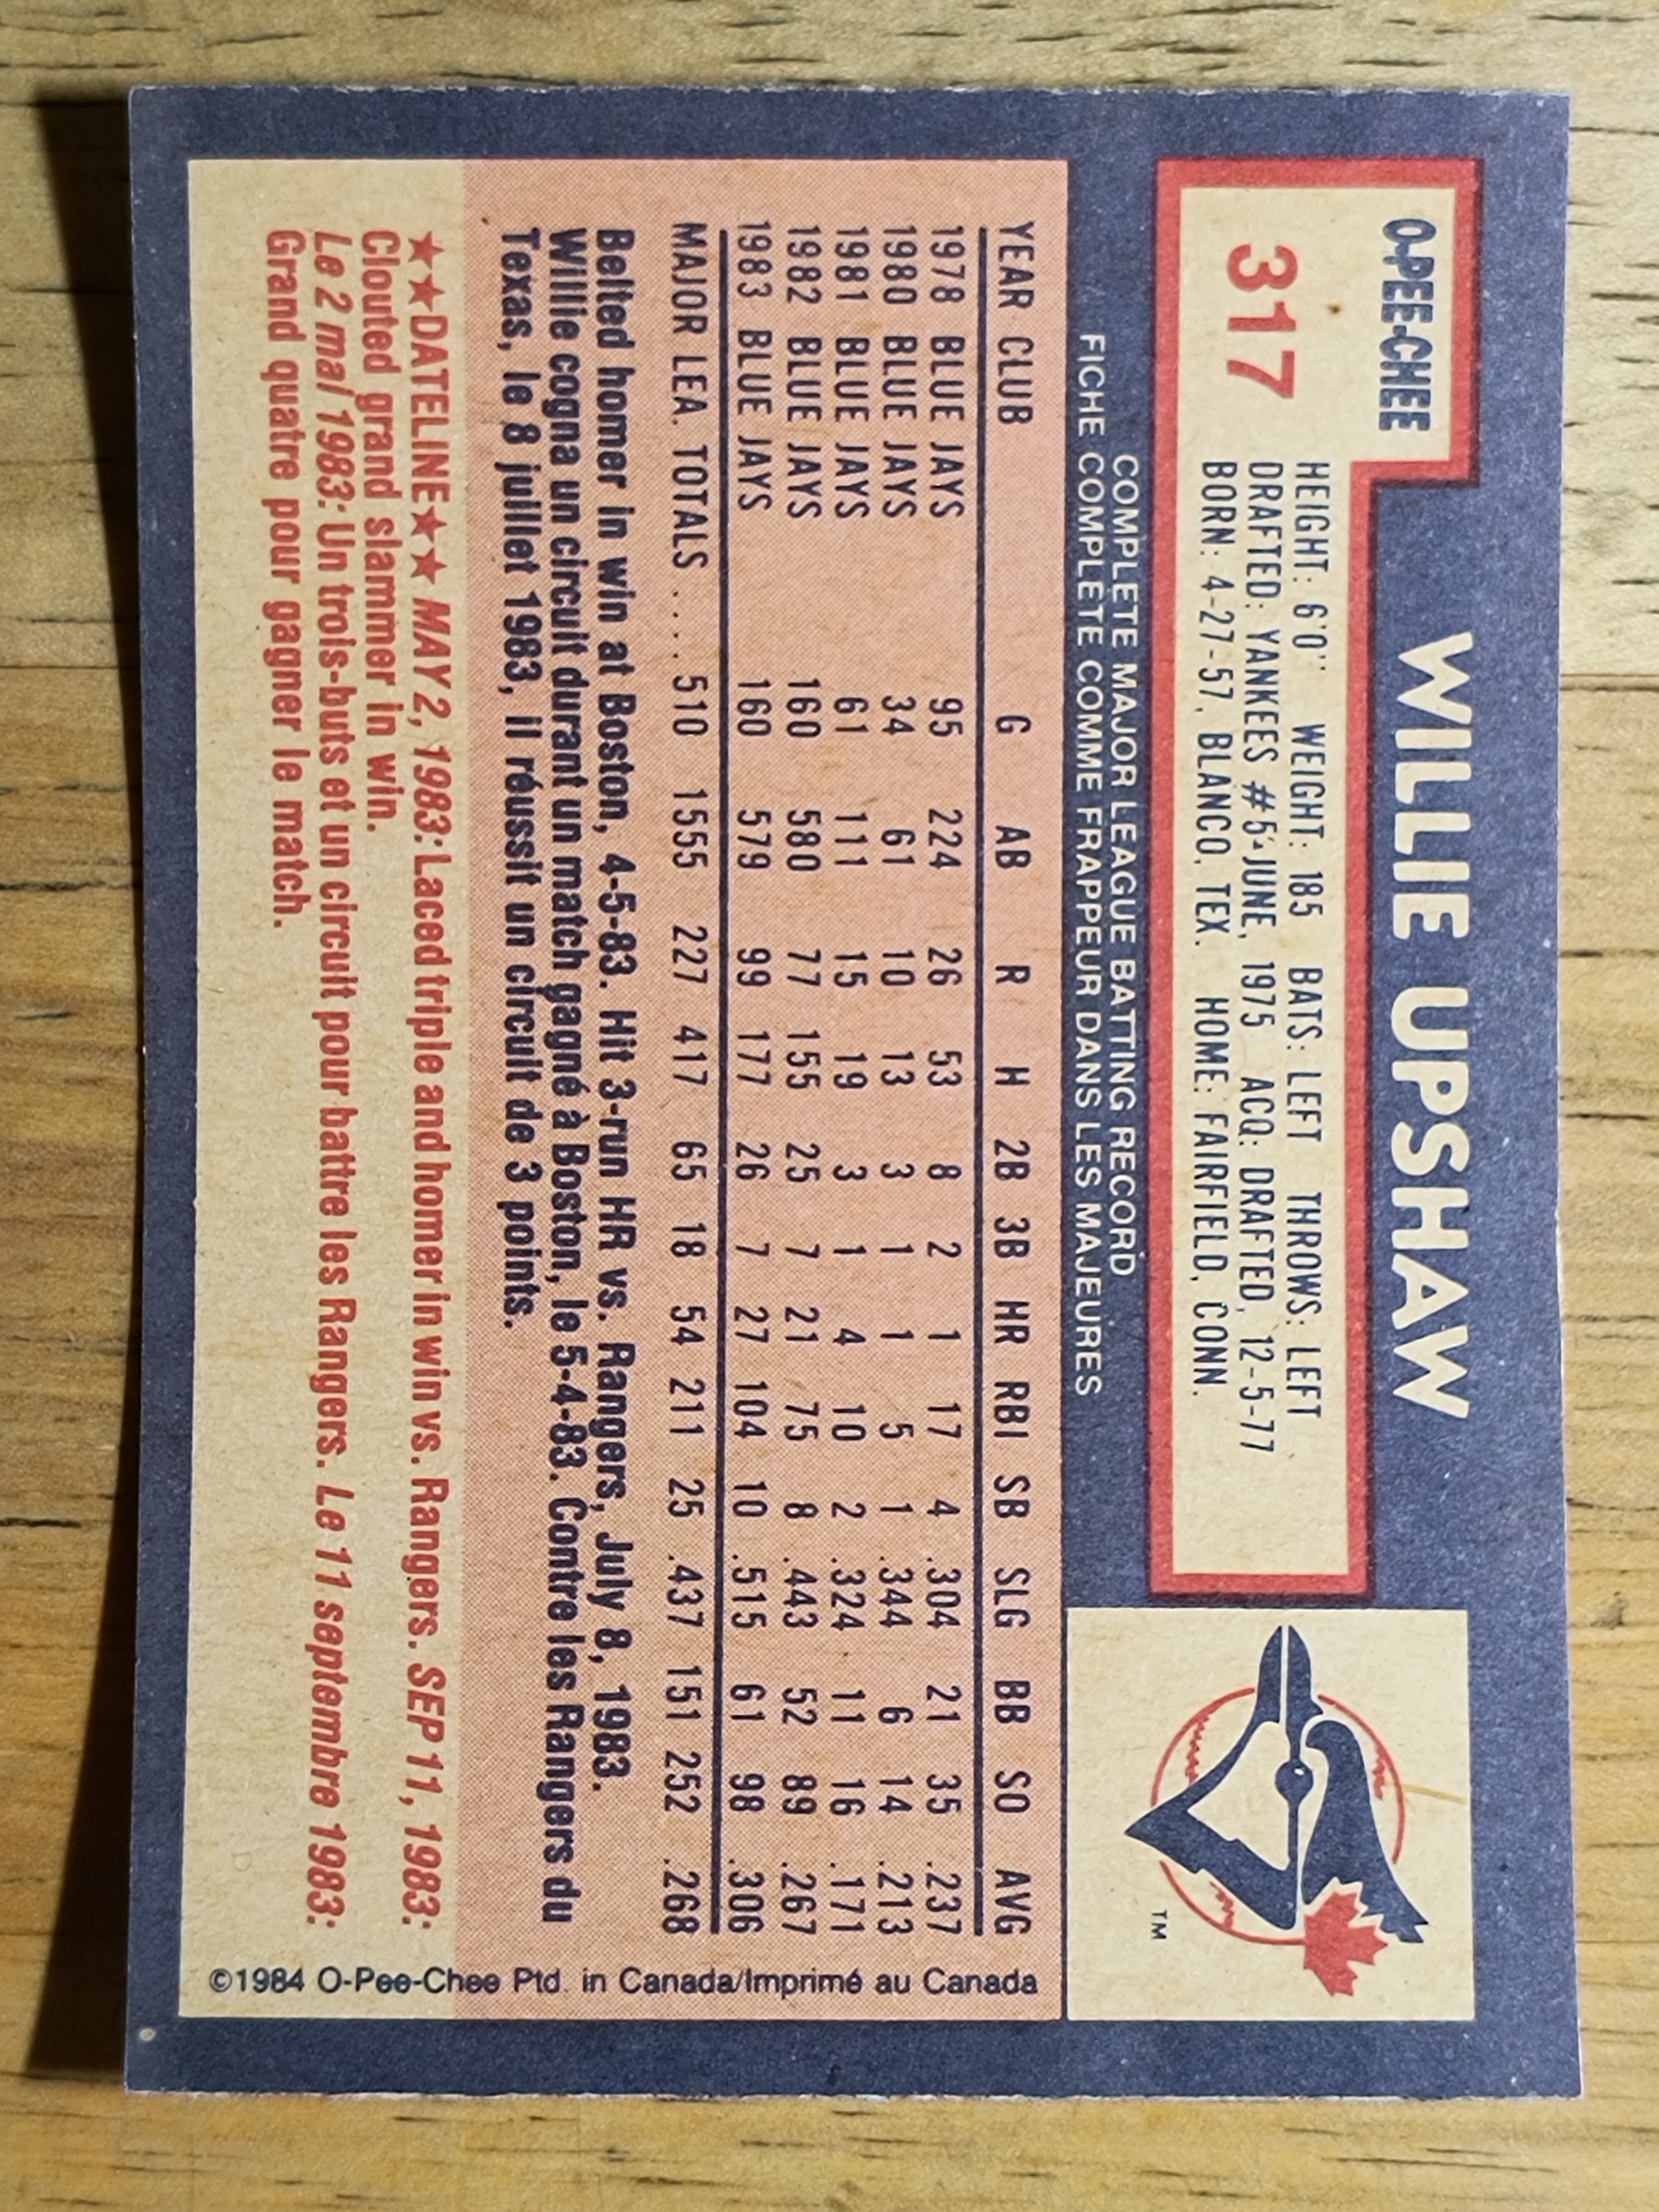 O-PEE-CHEE
317
WILLIE UPSHAW
HEIGHT: 6'0" WEIGHT: 185 BATS: LEFT THROWS: LEFT
DRAFTED: YANKEES #5-JUNE, 1975 ACQ: DRAFTED, 12-5-77
BORN: 4-27-57, BLANCO, TEX. HOME: FAIRFIELD, CONN.
TM
COMPLETE MAJOR LEAGUE BATTING RECORD
FICHE COMPLÈTE COMME FRAPPEUR DANS LES MAJEURES
YEAR CLUB G AB R H 2B 3B HR RBI SB SLG BB SO AVG
1978 BLUE JAYS 95 224 26 53 8 2 1 17 4 .304 21 35 .237
1980 BLUE JAYS 34 61 10 13 3 1 1 5 1 .344 6 14 .213
1981 BLUE JAYS 61 111 15 19 3 1 4 10 2 .324 11 16 .171
1982 BLUE JAYS 160 580 77 155 25 7 21 75 8 .443 52 89 .267
1983 BLUE JAYS 160 579 99 177 26 7 27 104 10 .515 61 98 .306
MAJOR LEA. TOTALS .... 510 1555 227 417 65 18 54 211 25 .437 151 252 .268
Belted homer in win at Boston, 4-5-83. Hit 3-run HR vs. Rangers, July 8, 1983.
Willie cogna un circuit durant un match gagné à Boston, le 5-4-83. Contre les Rangers du
Texas, le 8 juillet 1983, il réussit un circuit de 3 points.
★★DATELINE★★ MAY 2, 1983: Laced triple and homer in win vs. Rangers. SEP 11, 1983:
Clouted grand slammer in win.
Le 2 mai 1983: Un trois-buts et un circuit pour battre les Rangers. Le 11 septembre 1983:
Grand quatre pour gagner le match.
©1984 O-Pee-Chee Ptd. in Canada/Imprimé au Canada